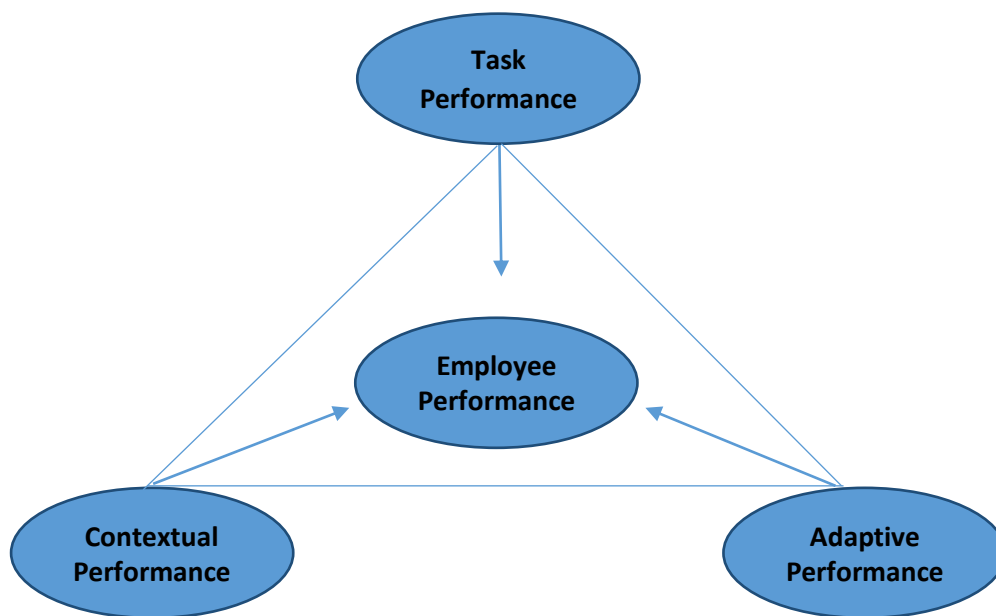 Task
Performance
Employee
Performance
Contextual
Performance
Adaptive
Performance